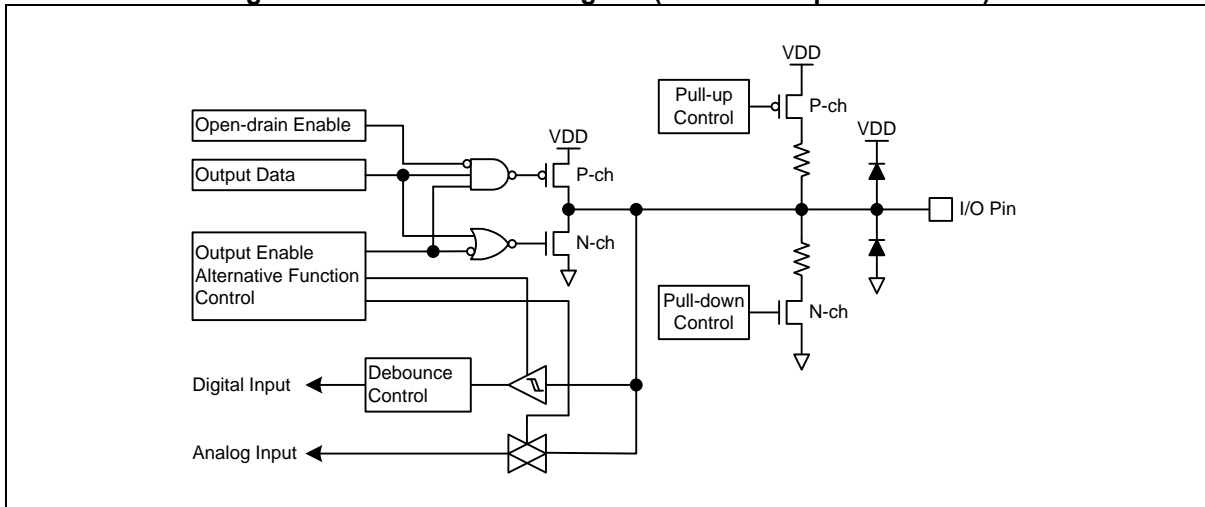 VDD
Pull-up
Control
P-ch
Open-drain Enable
VDD
VDD
Output Data
P-ch
I/O Pin
Output Enable
Alternative Function
Control
N-ch
Pull-down
Control
N-ch
Digital Input
Debounce
Control
Analog Input